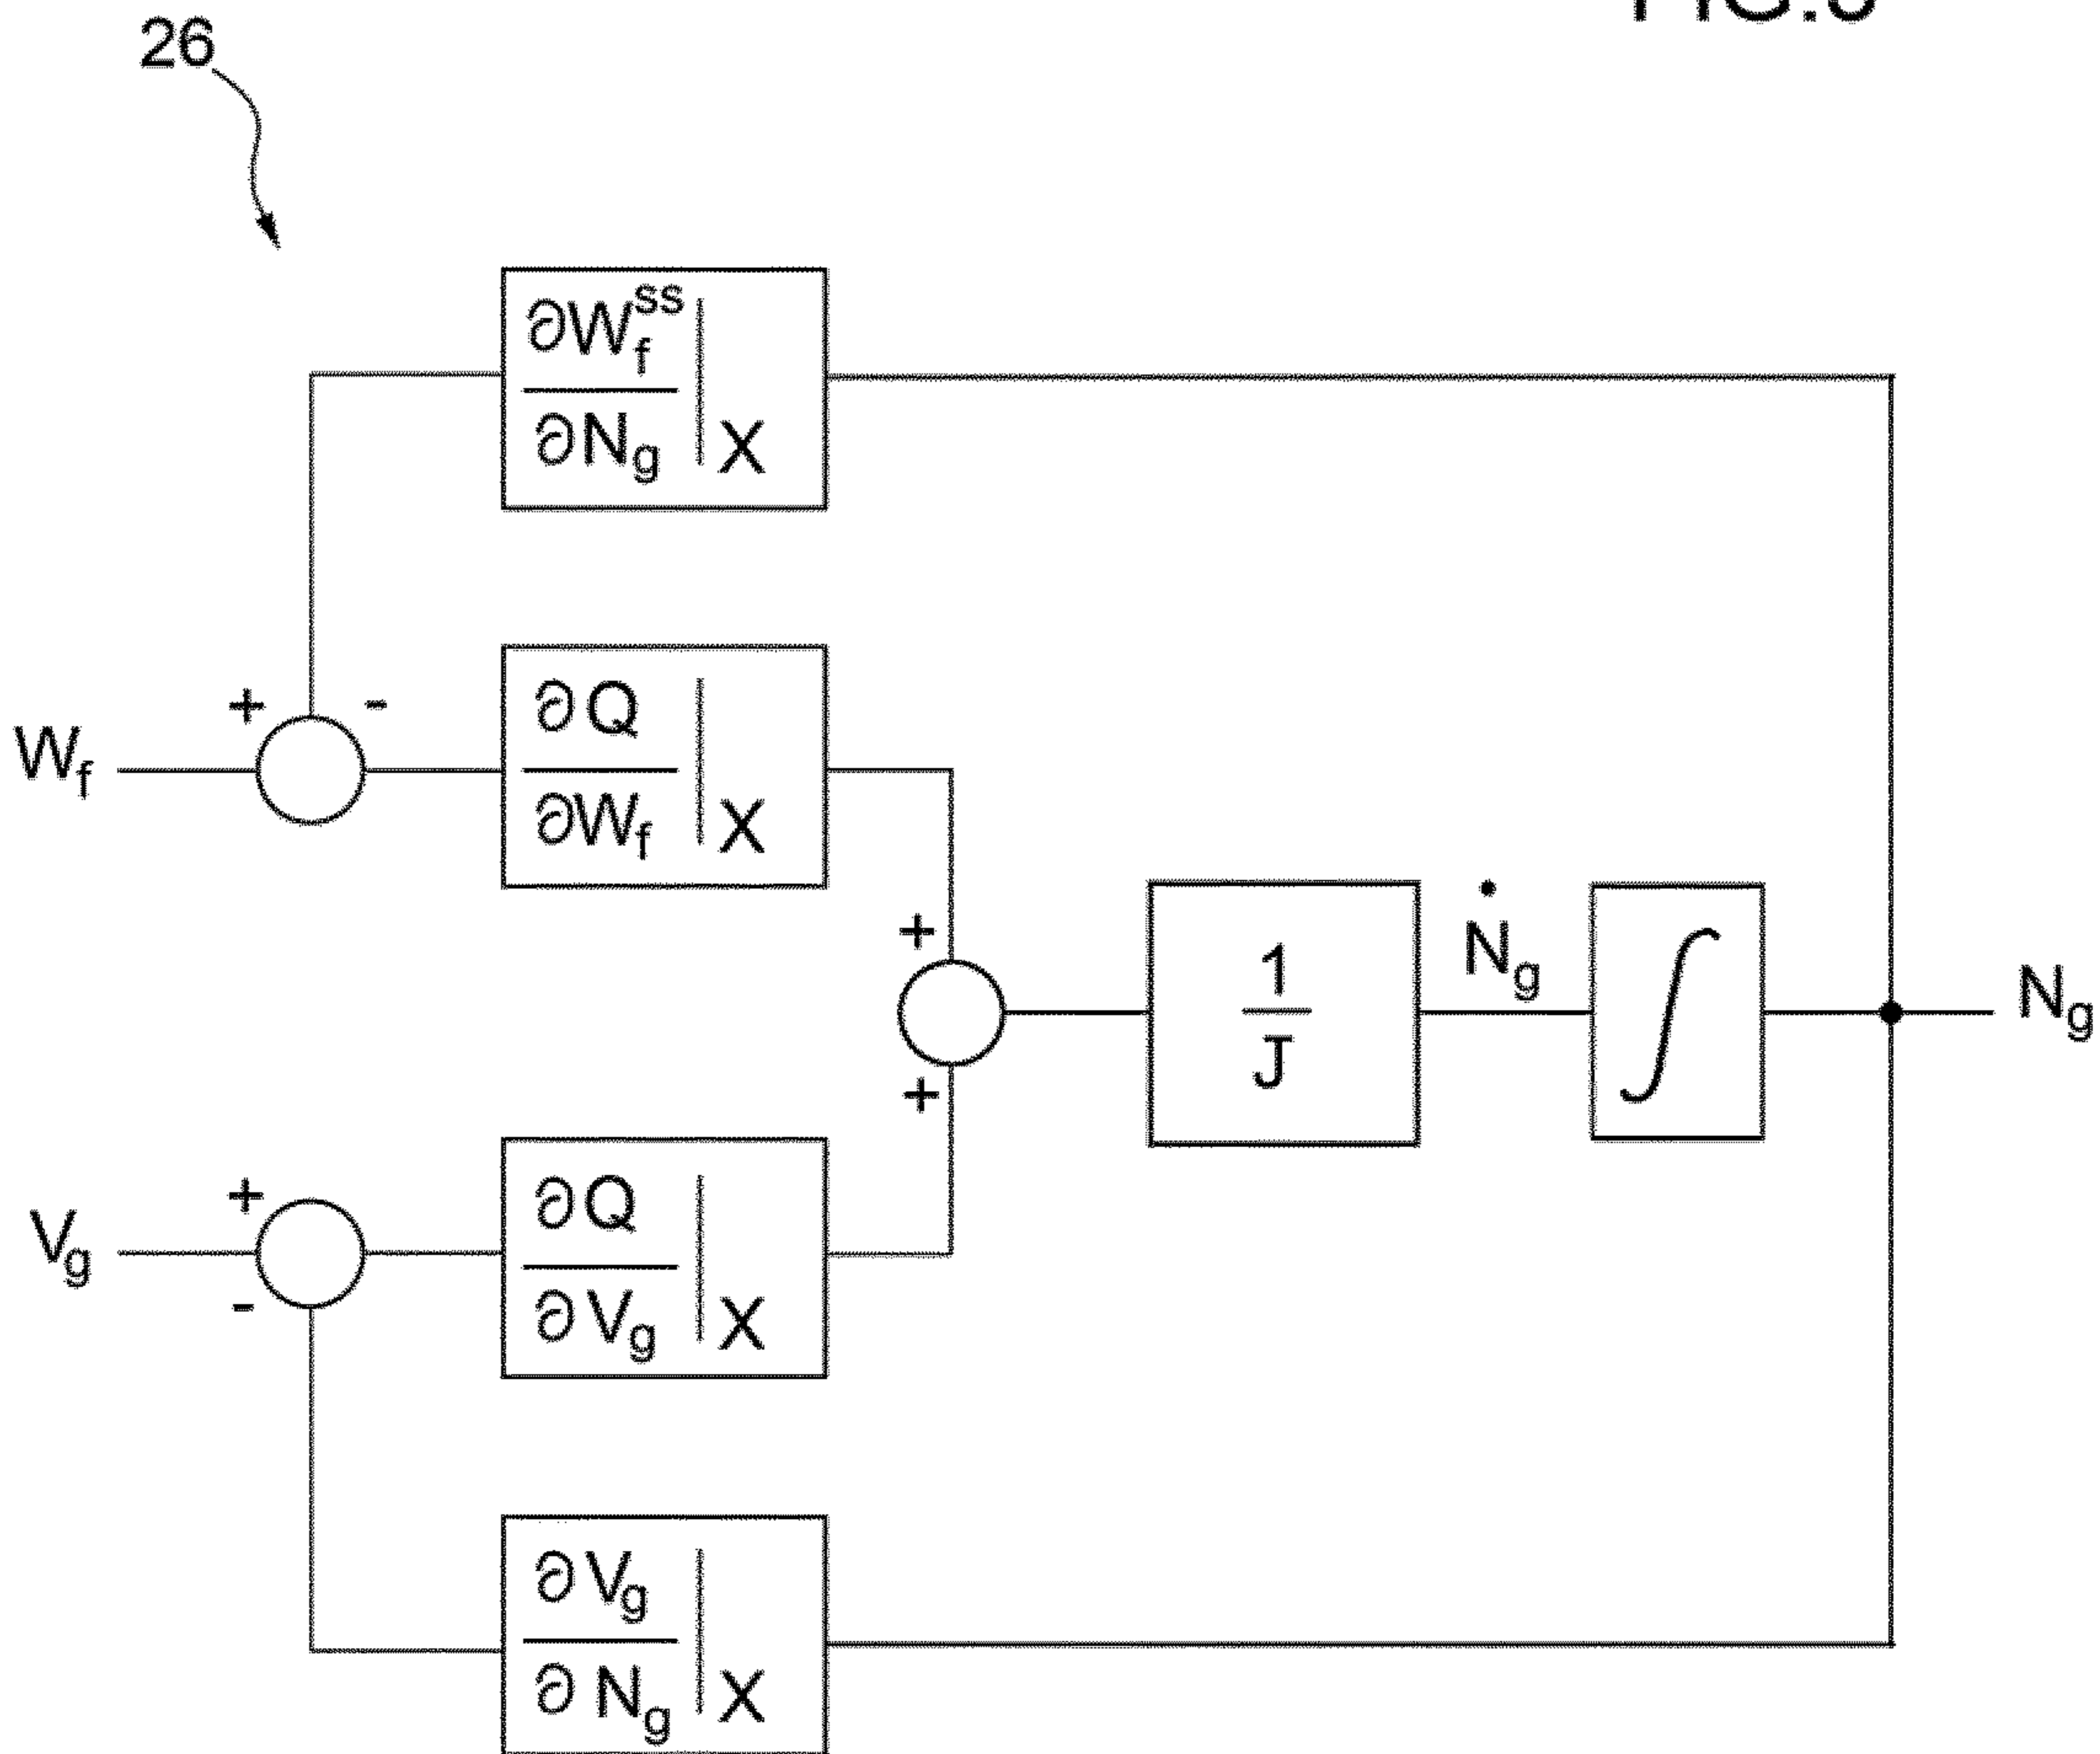 26
∂W_f^ss
∂N_g
X
W_f
+
-
∂Q
∂W_f
X
+
+
1
J
Ṅ_g
∫
N_g
V_g
+
-
∂Q
∂V_g
X
∂V_g
∂N_g
X